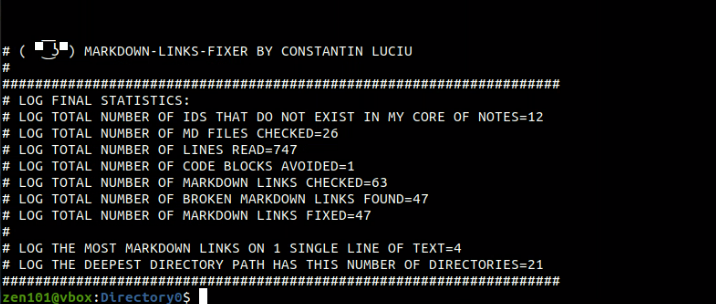 # ( ͡■ ͜ʖ ͡■) MARKDOWN-LINKS-FIXER BY CONSTANTIN LUCIU
#
####################################################################
# LOG FINAL STATISTICS:
# LOG TOTAL NUMBER OF IDS THAT DO NOT EXIST IN MY CORE OF NOTES=12
# LOG TOTAL NUMBER OF MD FILES CHECKED=26
# LOG TOTAL NUMBER OF LINES READ=747
# LOG TOTAL NUMBER OF CODE BLOCKS AVOIDED=1
# LOG TOTAL NUMBER OF MARKDOWN LINKS CHECKED=63
# LOG TOTAL NUMBER OF BROKEN MARKDOWN LINKS FOUND=47
# LOG TOTAL NUMBER OF MARKDOWN LINKS FIXED=47
#
# LOG THE MOST MARKDOWN LINKS ON 1 SINGLE LINE OF TEXT=4
# LOG THE DEEPEST DIRECTORY PATH HAS THIS NUMBER OF DIRECTORIES=21
####################################################################
zen101@vbox:Directory0$